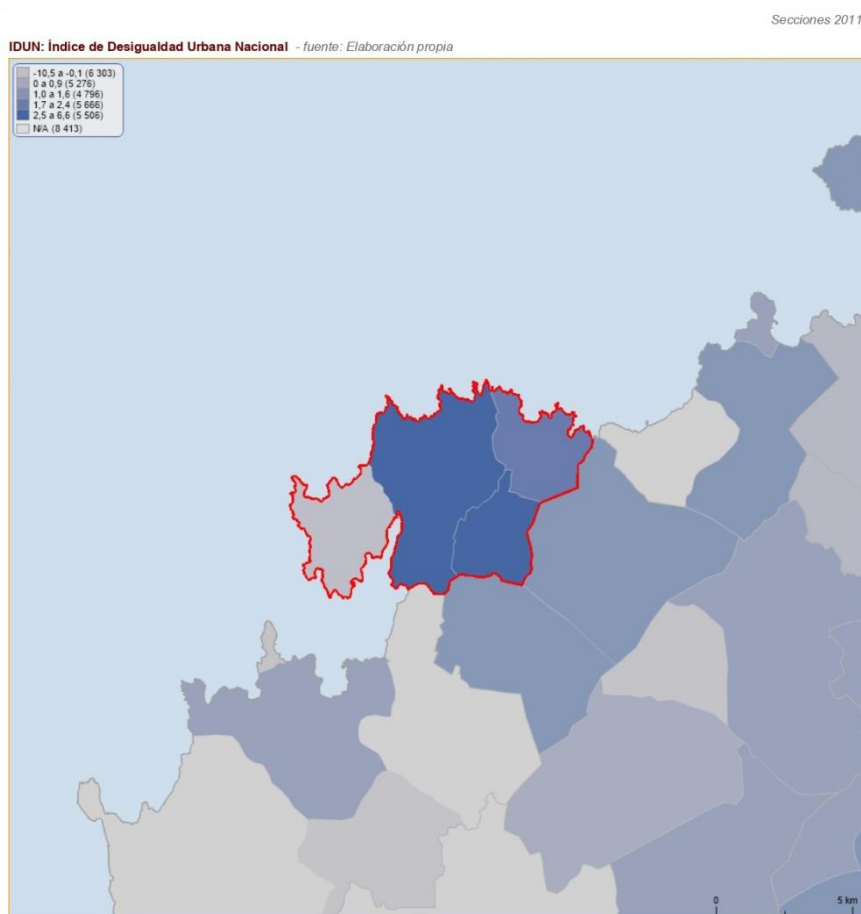 Secciones 2011
IDUN: Índice de Desigualdad Urbana Nacional - fuente: Elaboración propia
-10,5 a -0,1 (6 303)
0 a 0,9 (5 276)
1,0 a 1,6 (4 796)
1,7 a 2,4 (5 666)
2,5 a 6,6 (5 506)
N/A (8 413)
0 5 km